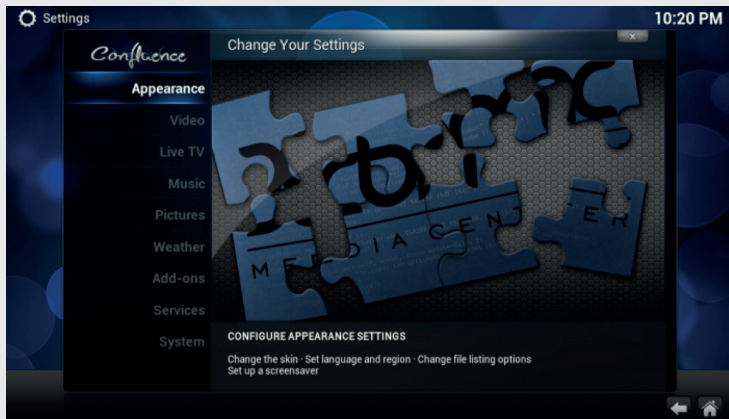 Settings
10:20 PM
Confluence
Change Your Settings
x
Appearance
Video
Live TV
Music
Pictures
Weather
Add-ons
Services
System
xbmc
MEDIA CENTER
CONFIGURE APPEARANCE SETTINGS
Change the skin · Set language and region · Change file listing options
Set up a screensaver